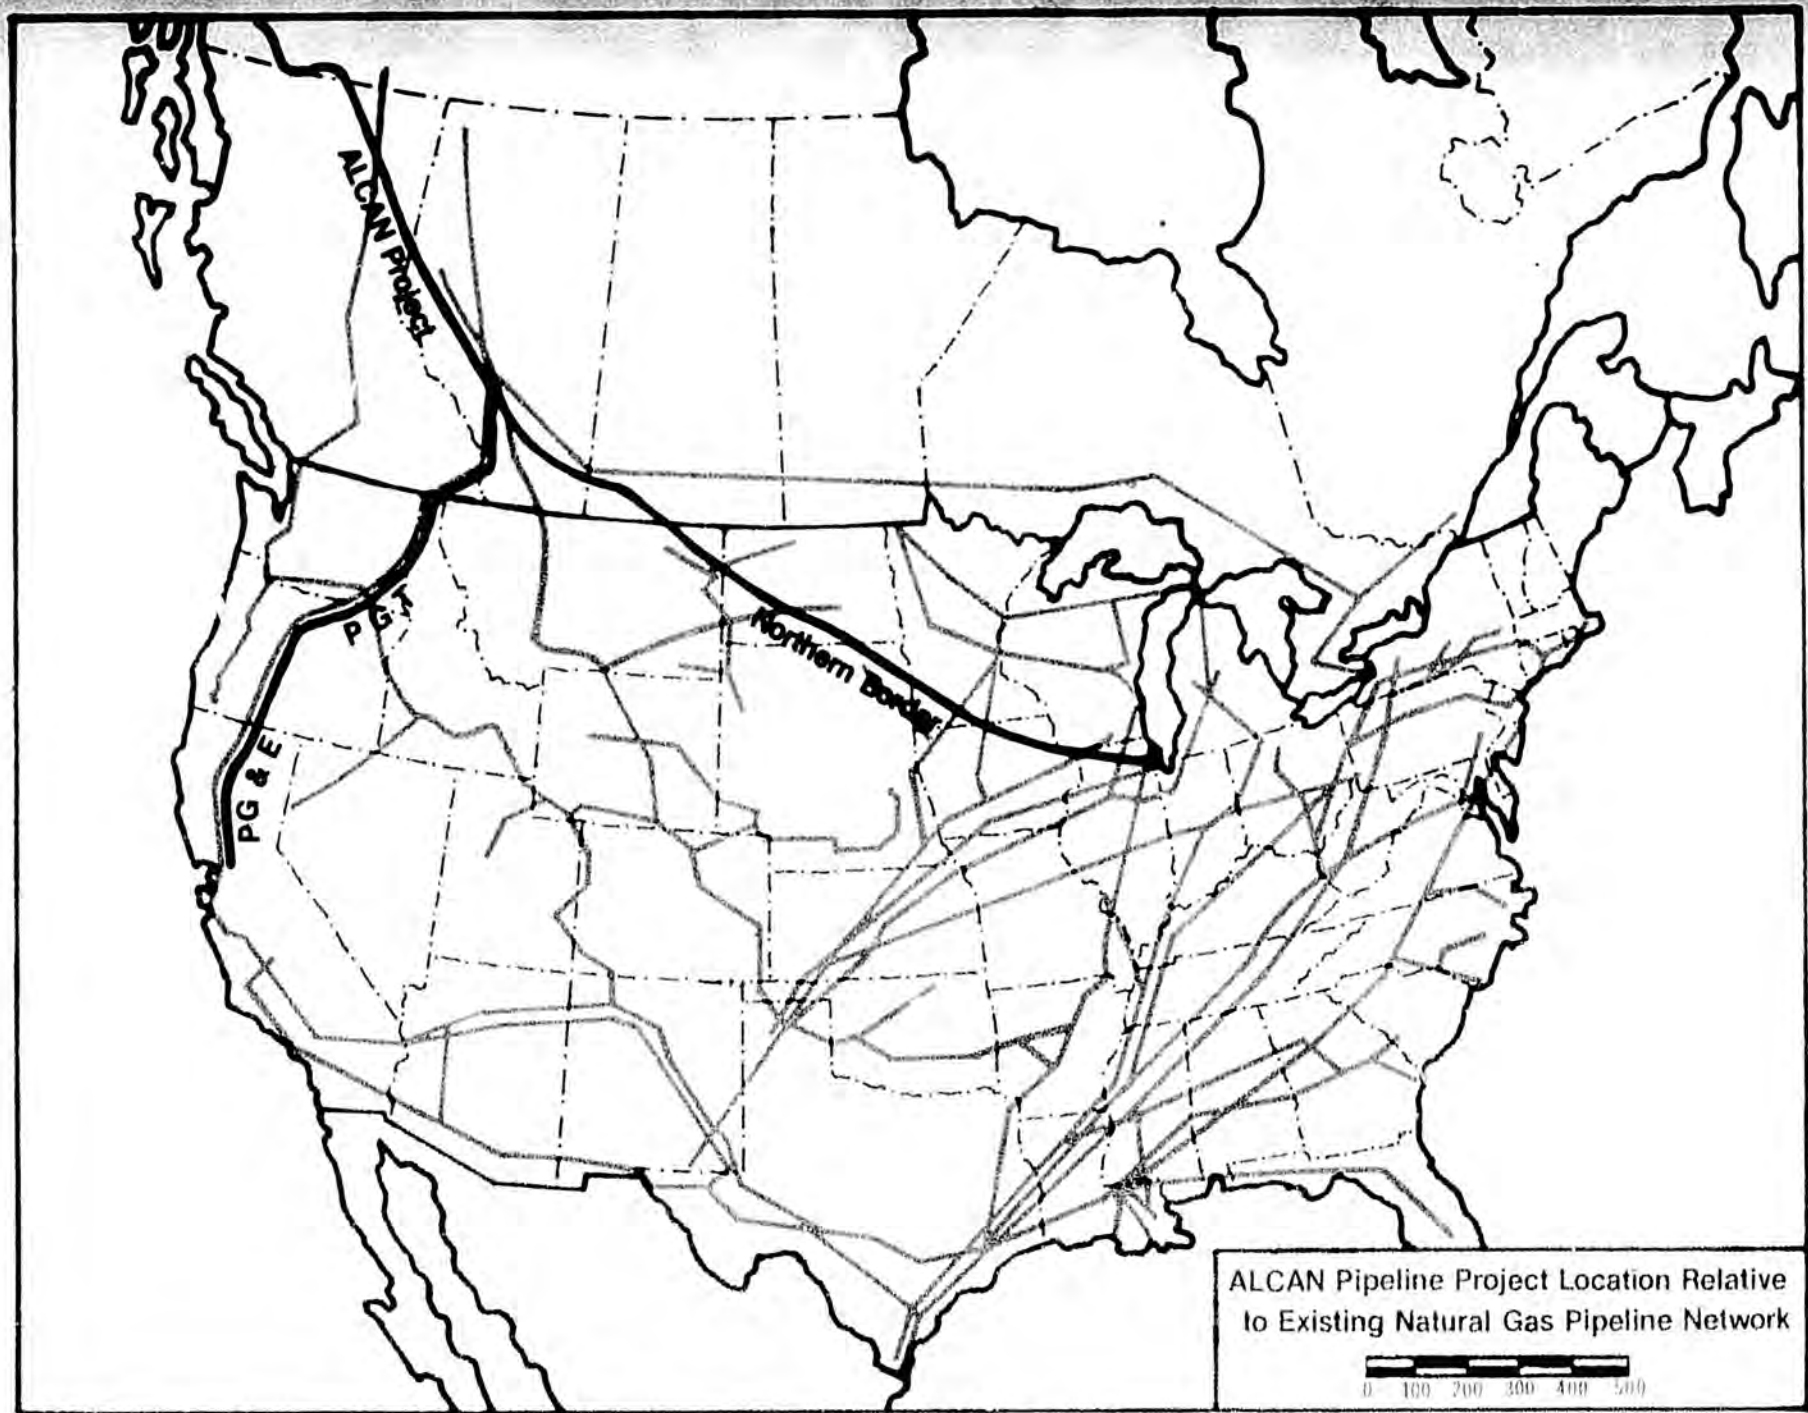 ALCAN Project
P G T
Northern Border
PG & E
ALCAN Pipeline Project Location Relative
to Existing Natural Gas Pipeline Network
0 100 200 300 400 500